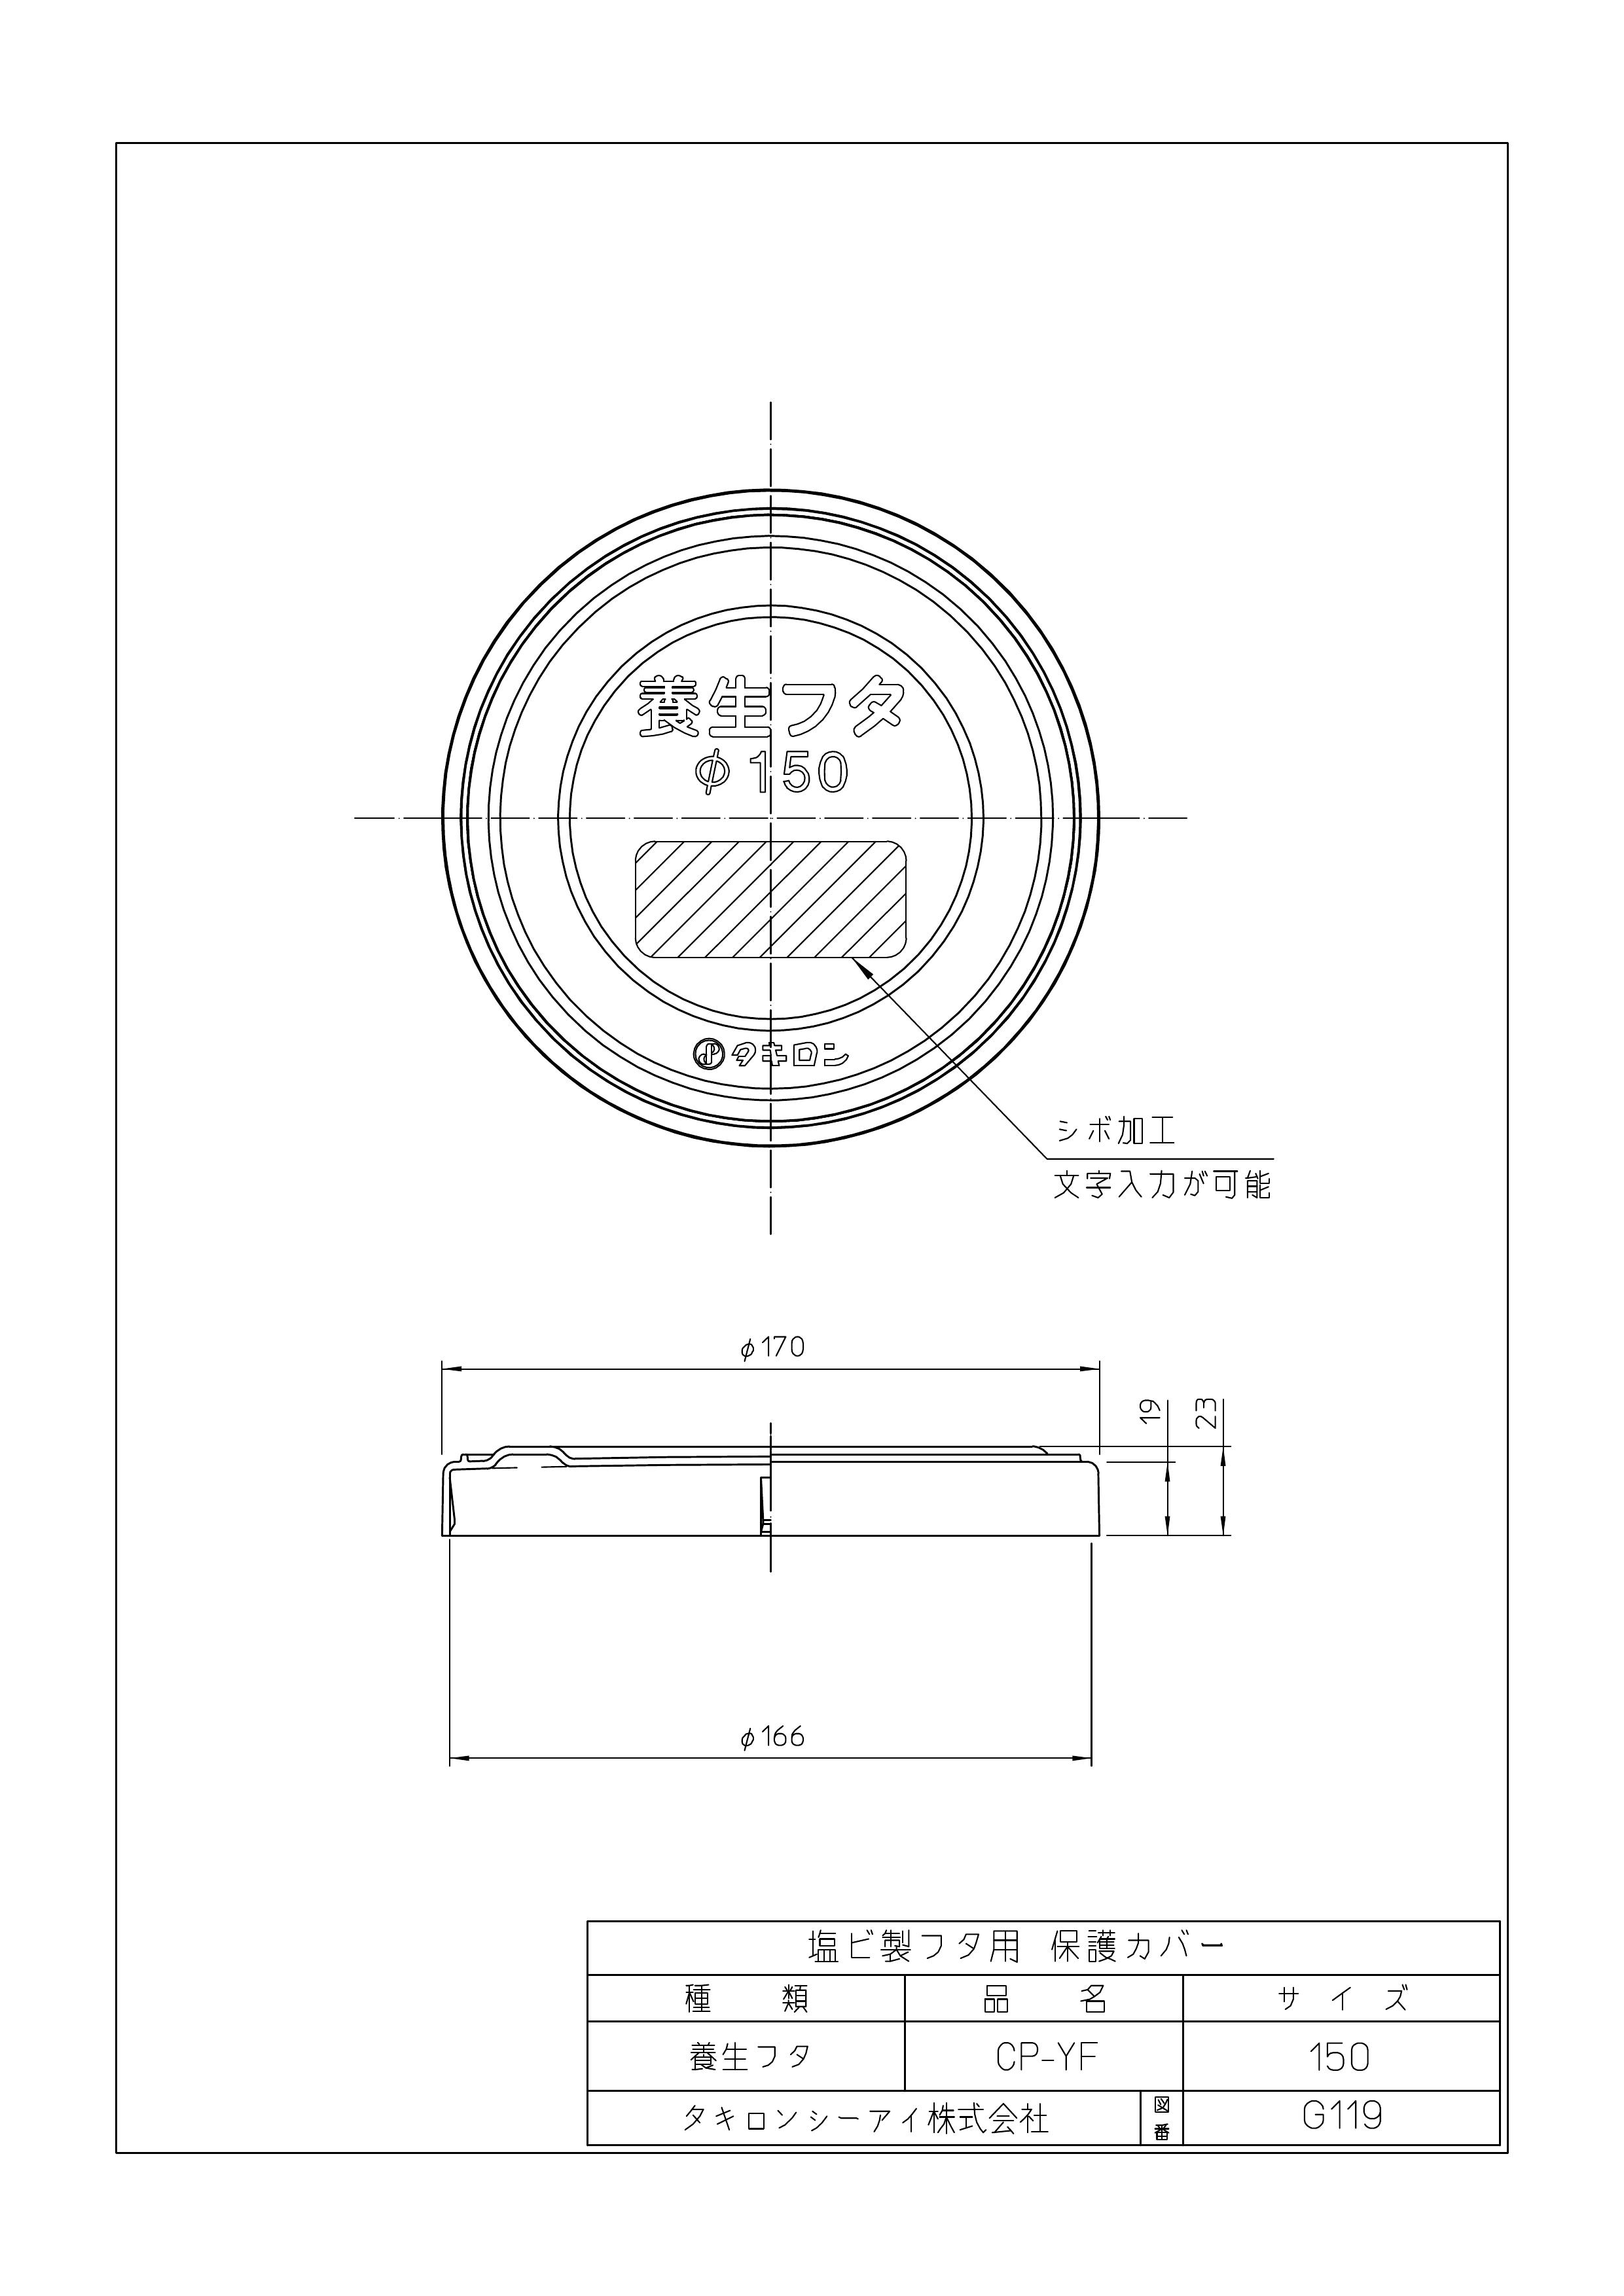 養生フタ
φ150
タキロン
シボ加工
文字入力が可能
φ170
19
23
φ166
塩ビ製フタ用 保護カバー
種類 品名 サイズ
養生フタ CP-YF 150
タキロンシーアイ株式会社 図番 G119